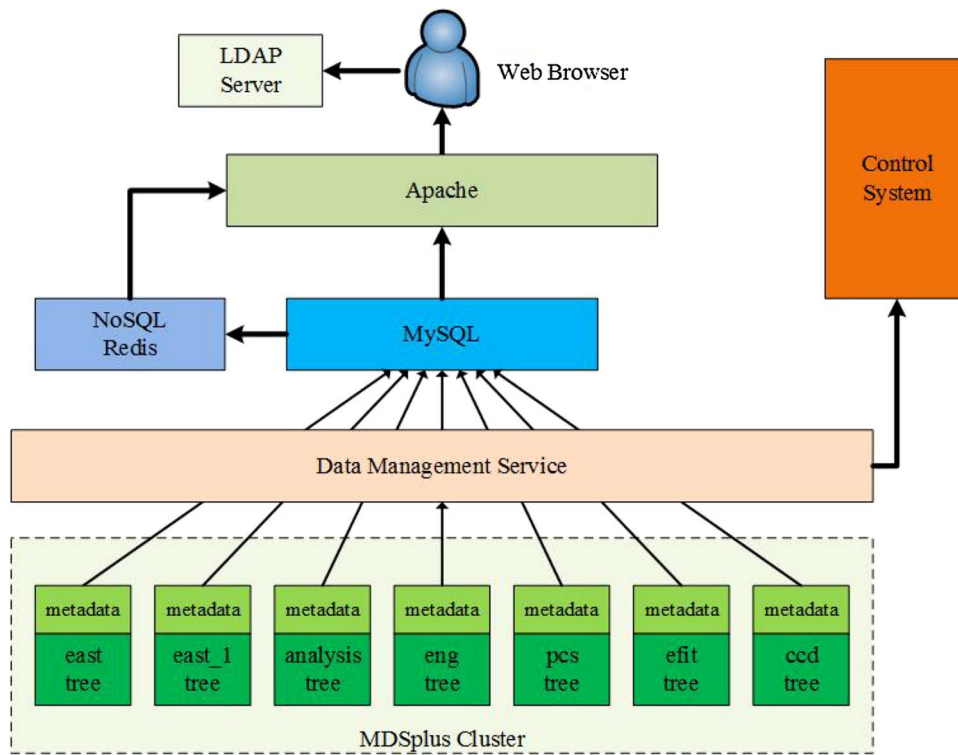 LDAP
Server
Web Browser
Control
System
Apache
NoSQL
Redis
MySQL
Data Management Service
metadata
metadata
metadata
metadata
metadata
metadata
metadata
east
tree
east_1
tree
analysis
tree
eng
tree
pcs
tree
efit
tree
ccd
tree
MDSplus Cluster